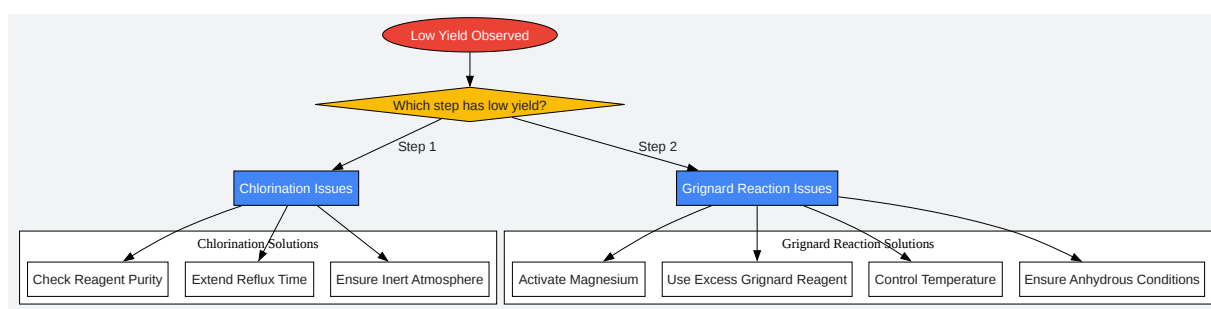 Low Yield Observed
Which step has low yield?
Step 1
Step 2
Chlorination Issues
Grignard Reaction Issues
Chlorination Solutions
Grignard Reaction Solutions
Check Reagent Purity
Extend Reflux Time
Ensure Inert Atmosphere
Activate Magnesium
Use Excess Grignard Reagent
Control Temperature
Ensure Anhydrous Conditions